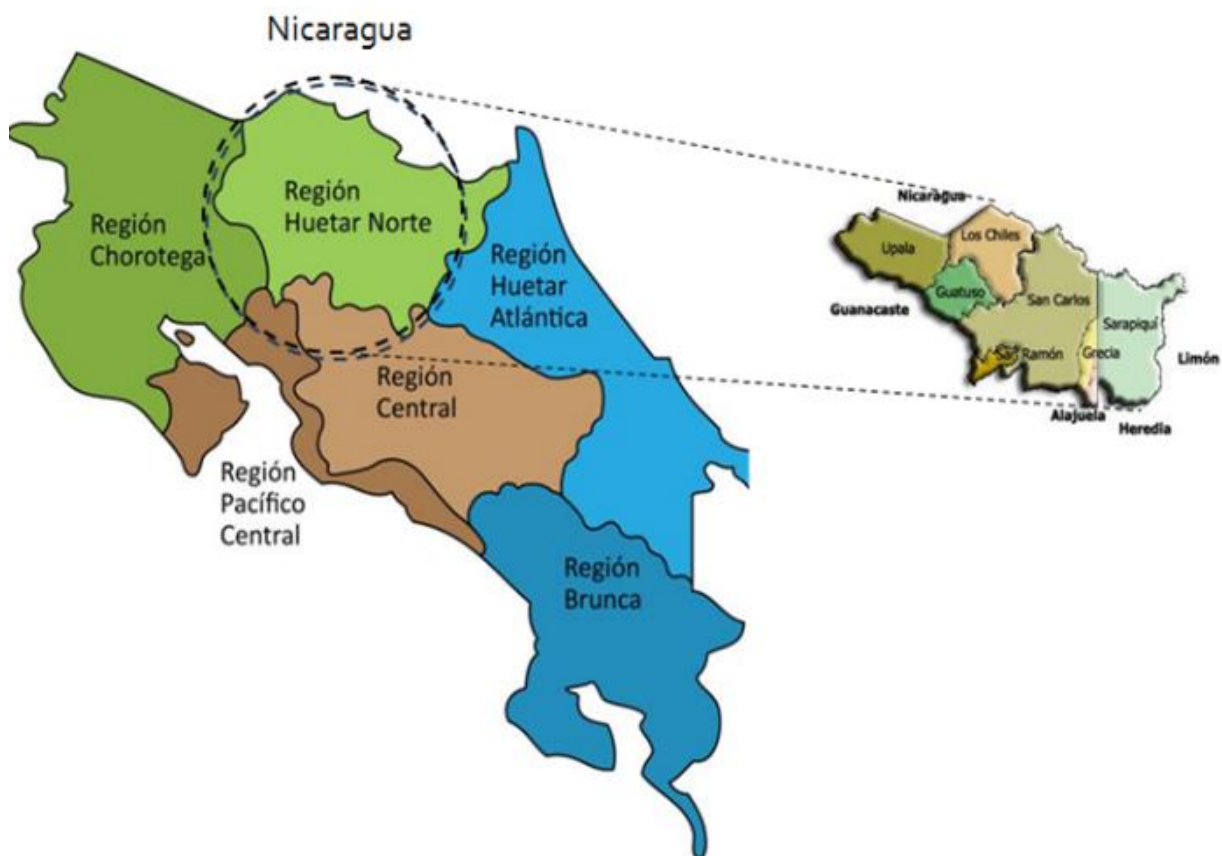 Nicaragua
Región
Huetar Norte
Región
Chorotega
Región
Huetar
Atlántica
Región
Central
Región
Pacífico
Central
Región
Brunca
Nicaragua
Los Chiles
Upala
Guatuso
San Carlos
Guanacaste
Sarapiquí
San Ramón
Grecia
Limón
Alajuela
Heredia